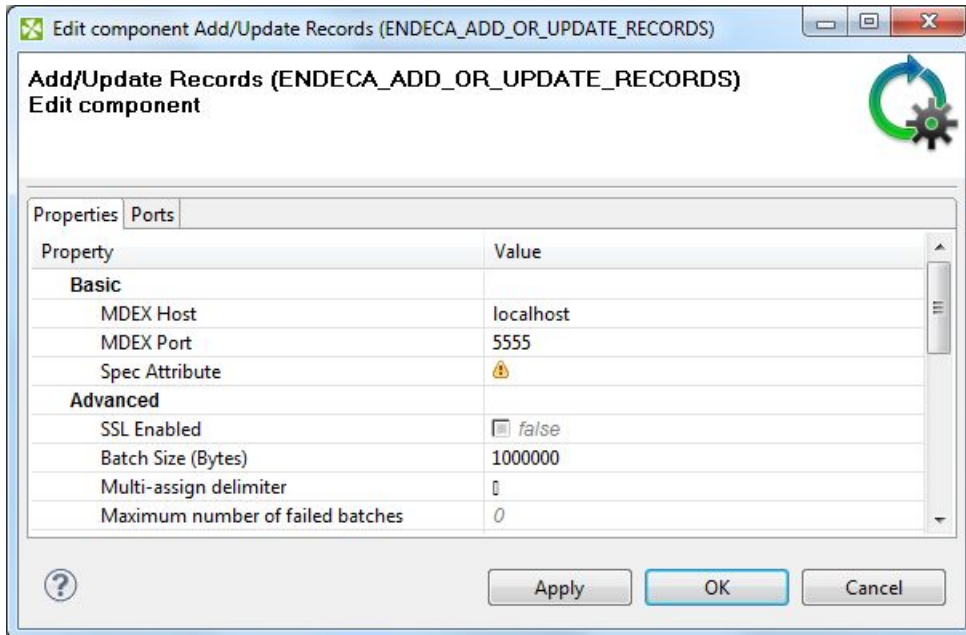 Edit component Add/Update Records (ENDECA_ADD_OR_UPDATE_RECORDS)
Add/Update Records (ENDECA_ADD_OR_UPDATE_RECORDS)
Edit component
Properties Ports
Property Value
Basic
MDEX Host localhost
MDEX Port 5555
Spec Attribute
Advanced
SSL Enabled false
Batch Size (Bytes) 1000000
Multi-assign delimiter ▯
Maximum number of failed batches 0
Apply OK Cancel